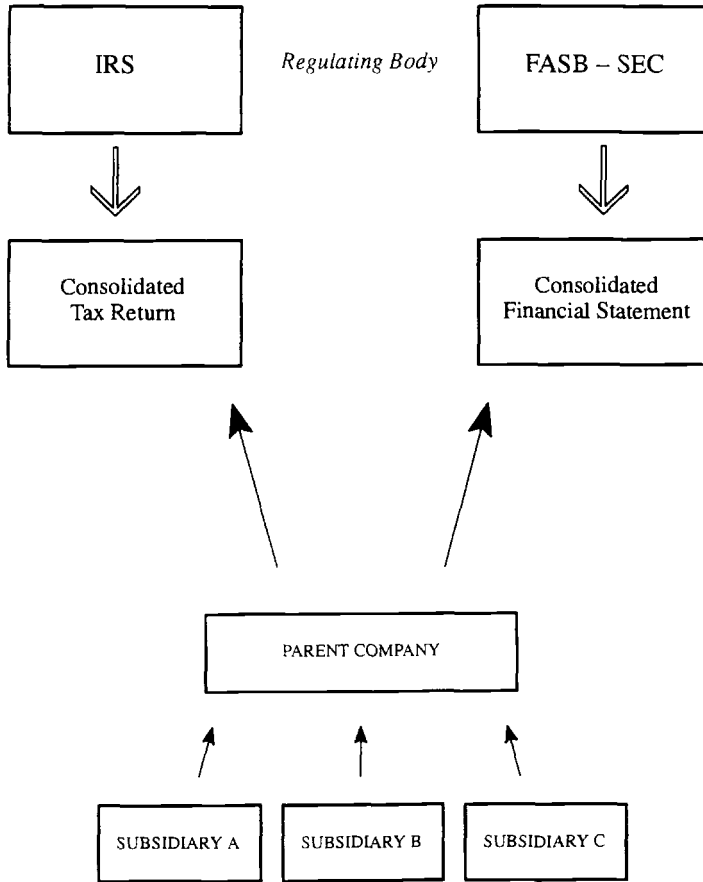 IRS
Regulating Body
FASB – SEC
Consolidated
Tax Return
Consolidated
Financial Statement
PARENT COMPANY
SUBSIDIARY A
SUBSIDIARY B
SUBSIDIARY C